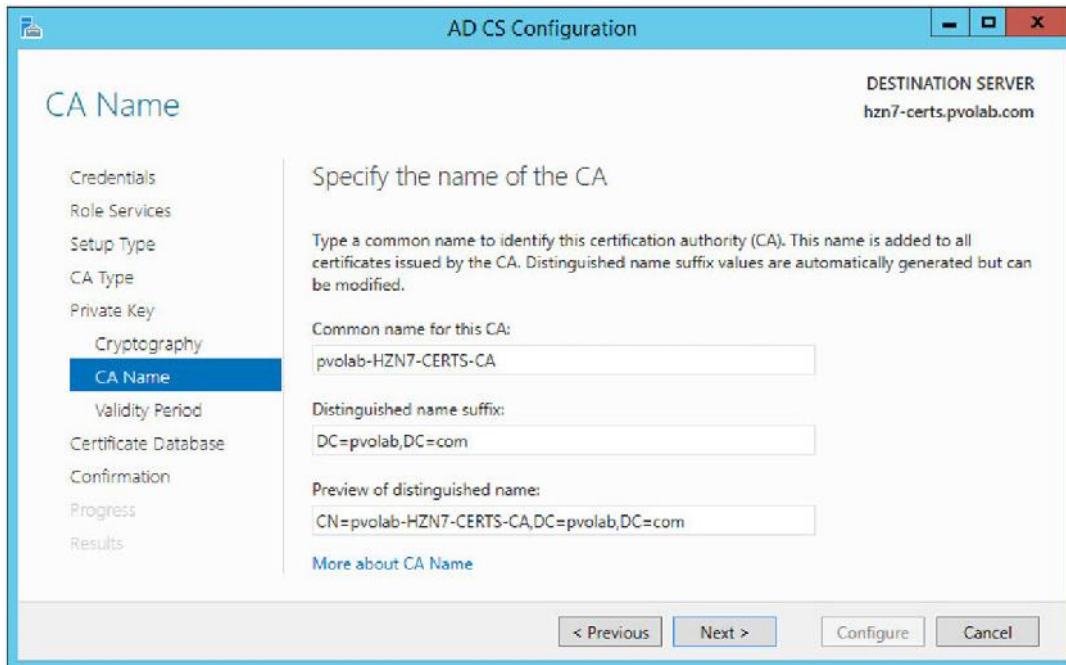 AD CS Configuration
CA Name
DESTINATION SERVER
hzn7-certs.pvolab.com
Credentials
Role Services
Setup Type
CA Type
Private Key
Cryptography
CA Name
Validity Period
Certificate Database
Confirmation
Progress
Results
Specify the name of the CA
Type a common name to identify this certification authority (CA). This name is added to all
certificates issued by the CA. Distinguished name suffix values are automatically generated but can
be modified.
Common name for this CA:
pvolab-HZN7-CERTS-CA
Distinguished name suffix:
DC=pvolab,DC=com
Preview of distinguished name:
CN=pvolab-HZN7-CERTS-CA,DC=pvolab,DC=com
More about CA Name
< Previous
Next >
Configure
Cancel